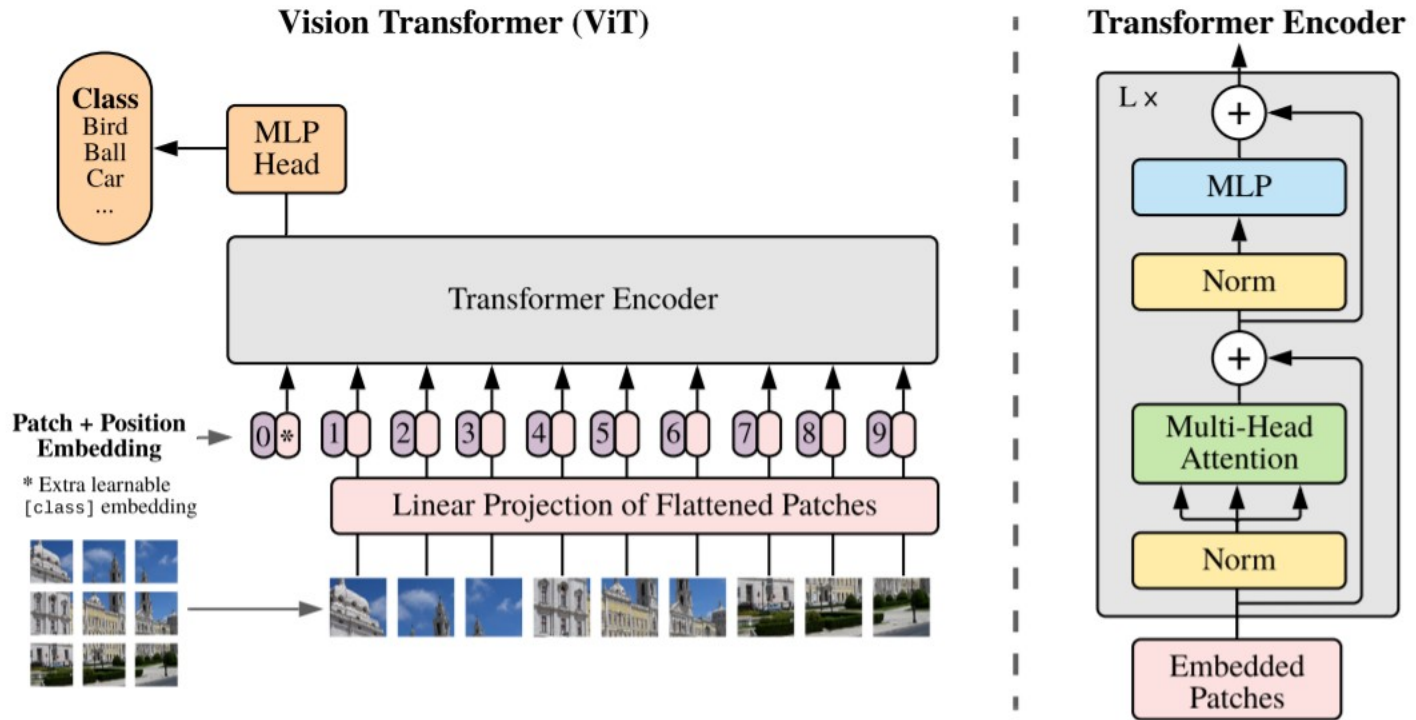 Vision Transformer (ViT)
Class
Bird
Ball
Car
...
MLP
Head
Transformer Encoder
Patch + Position
Embedding
0 * 1 2 3 4 5 6 7 8 9
* Extra learnable
[class] embedding
Linear Projection of Flattened Patches
Transformer Encoder
L ×
+
MLP
Norm
+
Multi-Head
Attention
Norm
Embedded
Patches